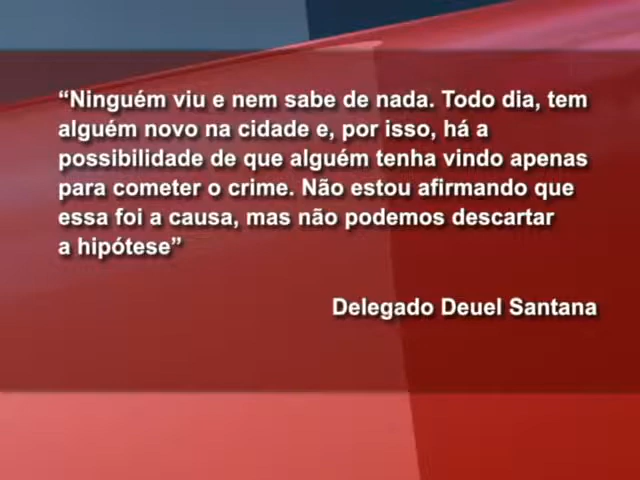 “Ninguém viu e nem sabe de nada. Todo dia, tem
alguém novo na cidade e, por isso, há a
possibilidade de que alguém tenha vindo apenas
para cometer o crime. Não estou afirmando que
essa foi a causa, mas não podemos descartar
a hipótese”
Delegado Deuel Santana